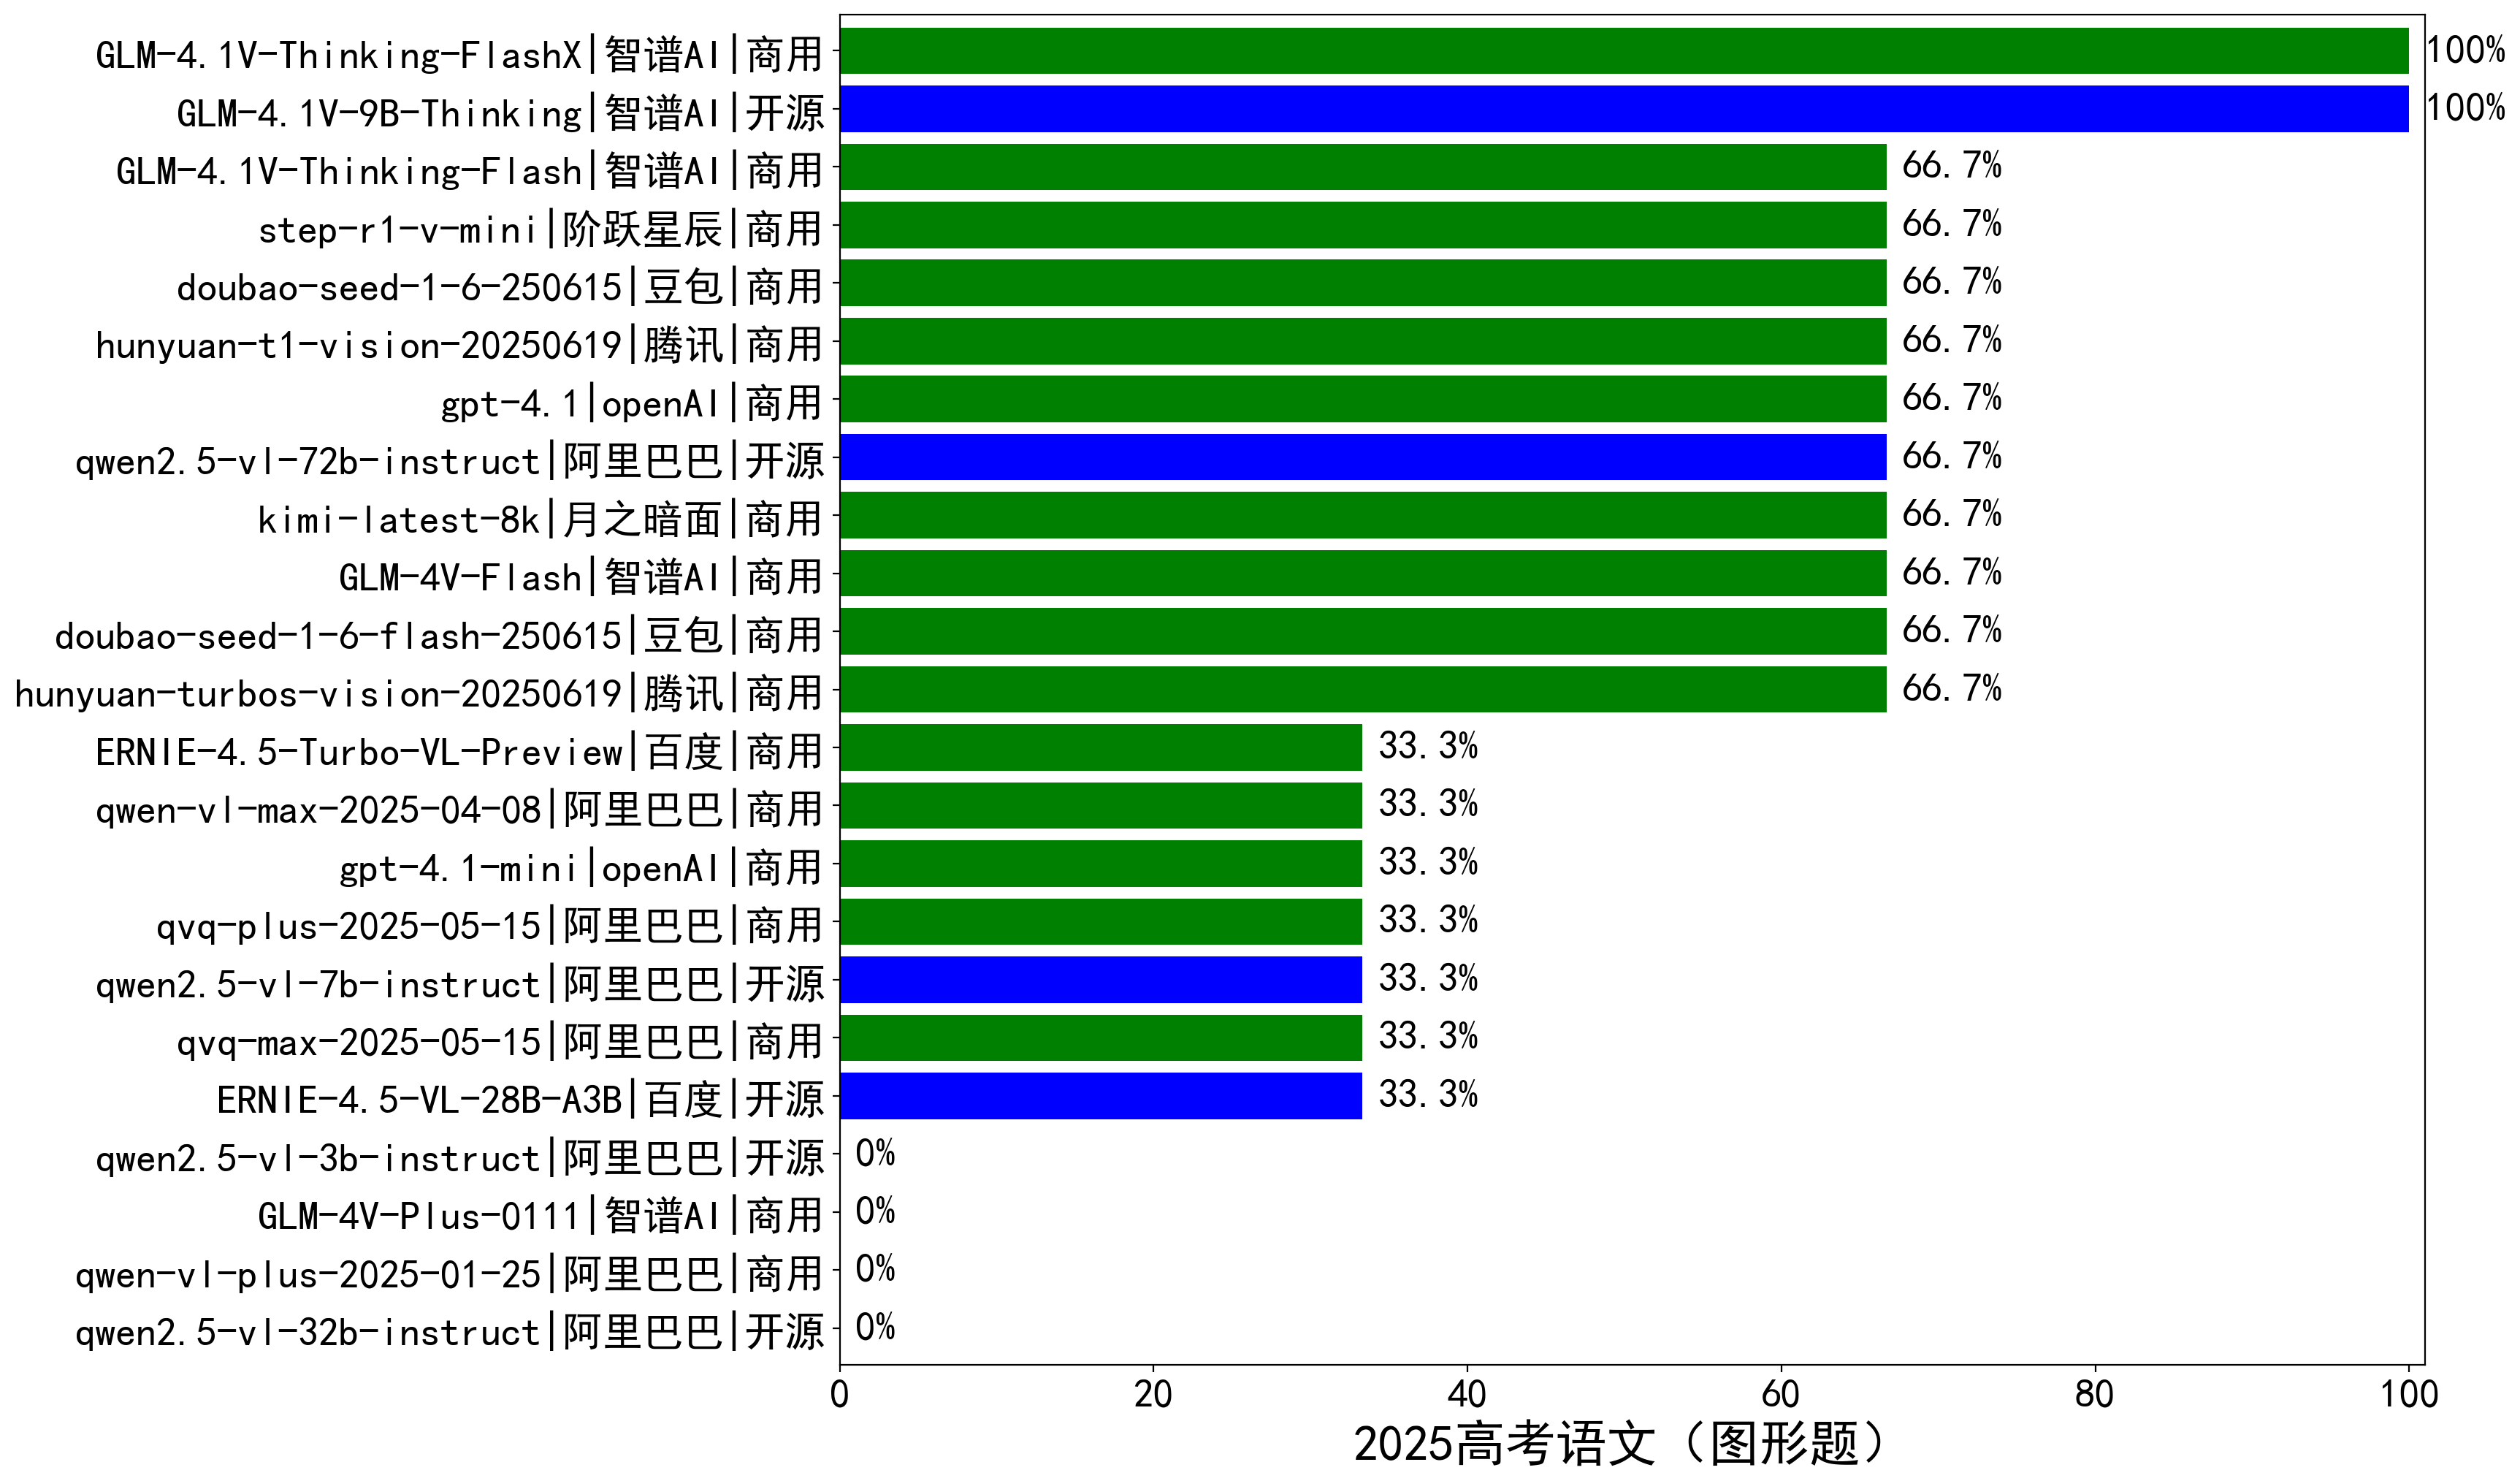 GLM-4.1V-Thinking-FlashX|智谱AI|商用 100%
GLM-4.1V-9B-Thinking|智谱AI|开源 100%
GLM-4.1V-Thinking-Flash|智谱AI|商用 66.7%
step-r1-v-mini|阶跃星辰|商用 66.7%
doubao-seed-1-6-250615|豆包|商用 66.7%
hunyuan-t1-vision-20250619|腾讯|商用 66.7%
gpt-4.1|openAI|商用 66.7%
qwen2.5-vl-72b-instruct|阿里巴巴|开源 66.7%
kimi-latest-8k|月之暗面|商用 66.7%
GLM-4V-Flash|智谱AI|商用 66.7%
doubao-seed-1-6-flash-250615|豆包|商用 66.7%
hunyuan-turbos-vision-20250619|腾讯|商用 66.7%
ERNIE-4.5-Turbo-VL-Preview|百度|商用 33.3%
qwen-vl-max-2025-04-08|阿里巴巴|商用 33.3%
gpt-4.1-mini|openAI|商用 33.3%
qvq-plus-2025-05-15|阿里巴巴|商用 33.3%
qwen2.5-vl-7b-instruct|阿里巴巴|开源 33.3%
qvq-max-2025-05-15|阿里巴巴|商用 33.3%
ERNIE-4.5-VL-28B-A3B|百度|开源 33.3%
qwen2.5-vl-3b-instruct|阿里巴巴|开源 0%
GLM-4V-Plus-0111|智谱AI|商用 0%
qwen-vl-plus-2025-01-25|阿里巴巴|商用 0%
qwen2.5-vl-32b-instruct|阿里巴巴|开源 0%
0 20 40 60 80 100
2025高考语文（图形题）